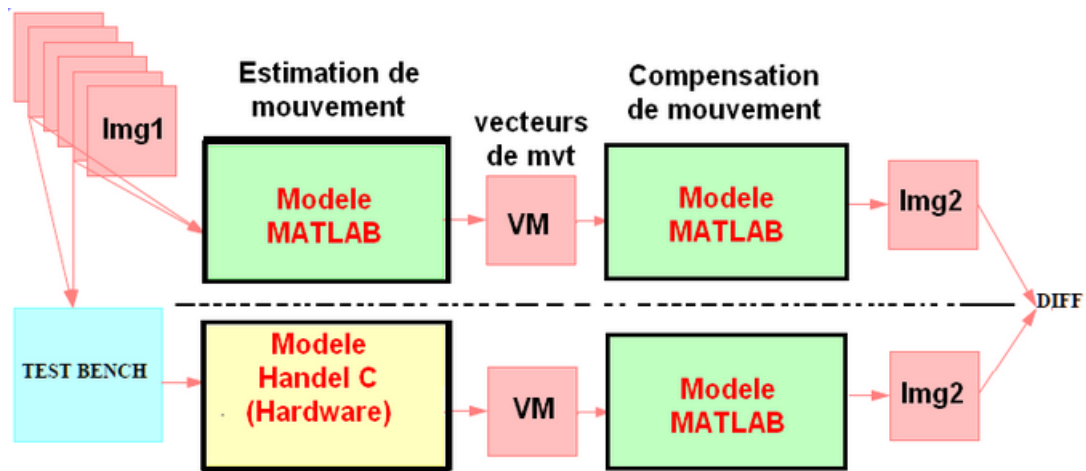 Estimation de
mouvement
Compensation
de mouvement
vecteurs
de mvt
Img1
Modele
MATLAB
VM
Modele
MATLAB
Img2
DIFF
TEST BENCH
Modele
Handel C
(Hardware)
VM
Modele
MATLAB
Img2